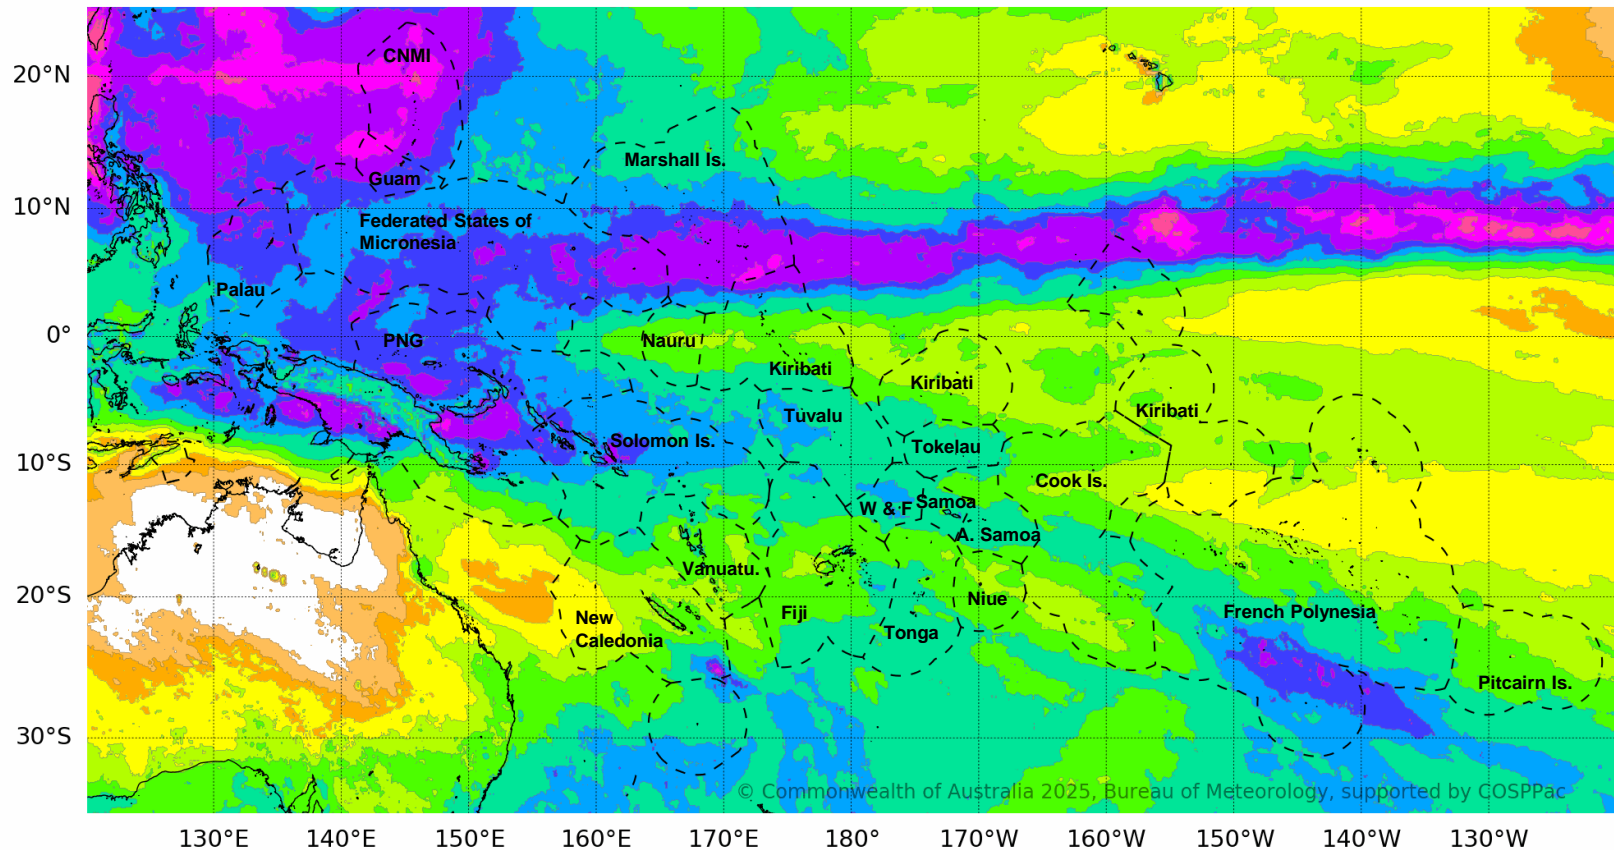 20°N
10°N
0°
10°S
20°S
30°S
CNMI
Marshall Is.
Guam
Federated States of
Micronesia
Palau
PNG
Nauru
Kiribati
Kiribati
Kiribati
Tuvalu
Solomon Is.
Tokelau
Cook Is.
W & F
Samoa
A. Samoa
Vanuatu.
Niue
Fiji
New
Caledonia
Tonga
French Polynesia
Pitcairn Is.
© Commonwealth of Australia 2025, Bureau of Meteorology, supported by COSPPac
130°E
140°E
150°E
160°E
170°E
180°
170°W
160°W
150°W
140°W
130°W